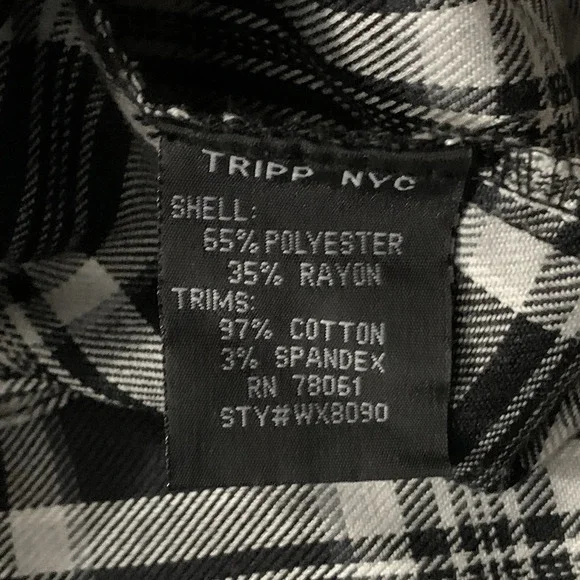 TRIPP NYC
SHELL:
65% POLYESTER
35% RAYON
TRIMS:
97% COTTON
3% SPANDEX
RN 78061
STY#WX8090